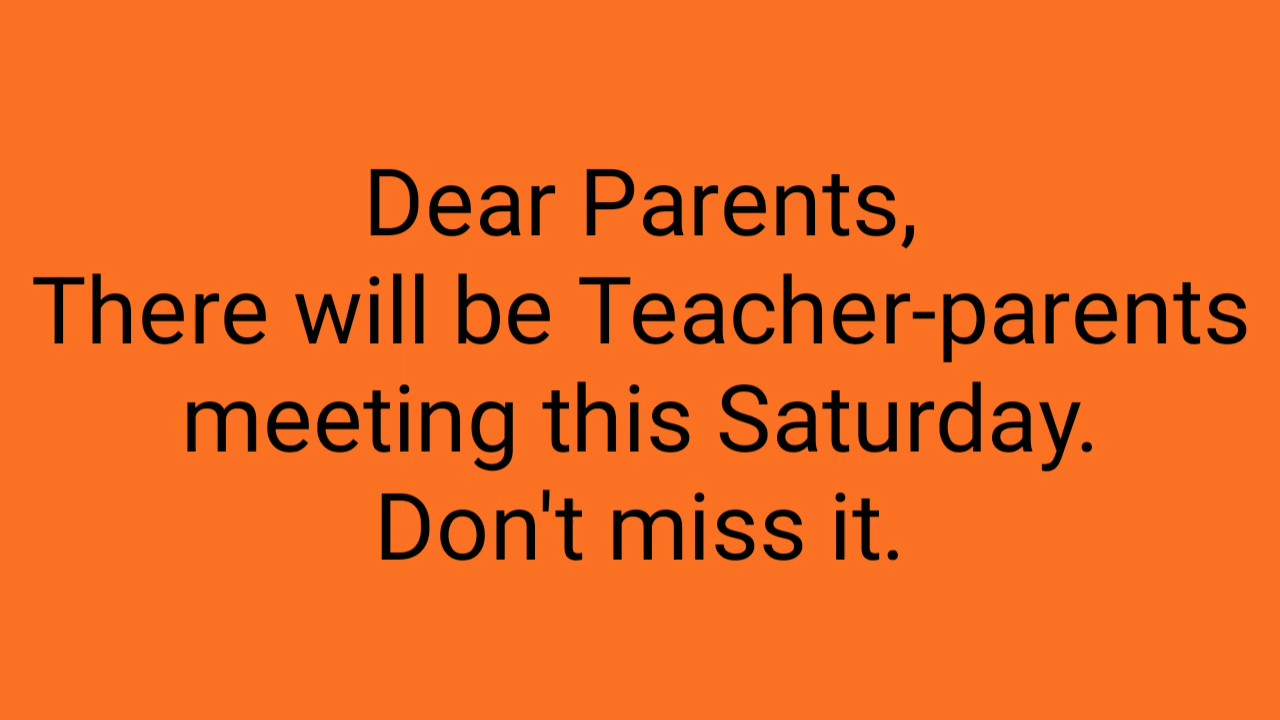 Dear Parents,
There will be Teacher-parents
meeting this Saturday.
Don't miss it.